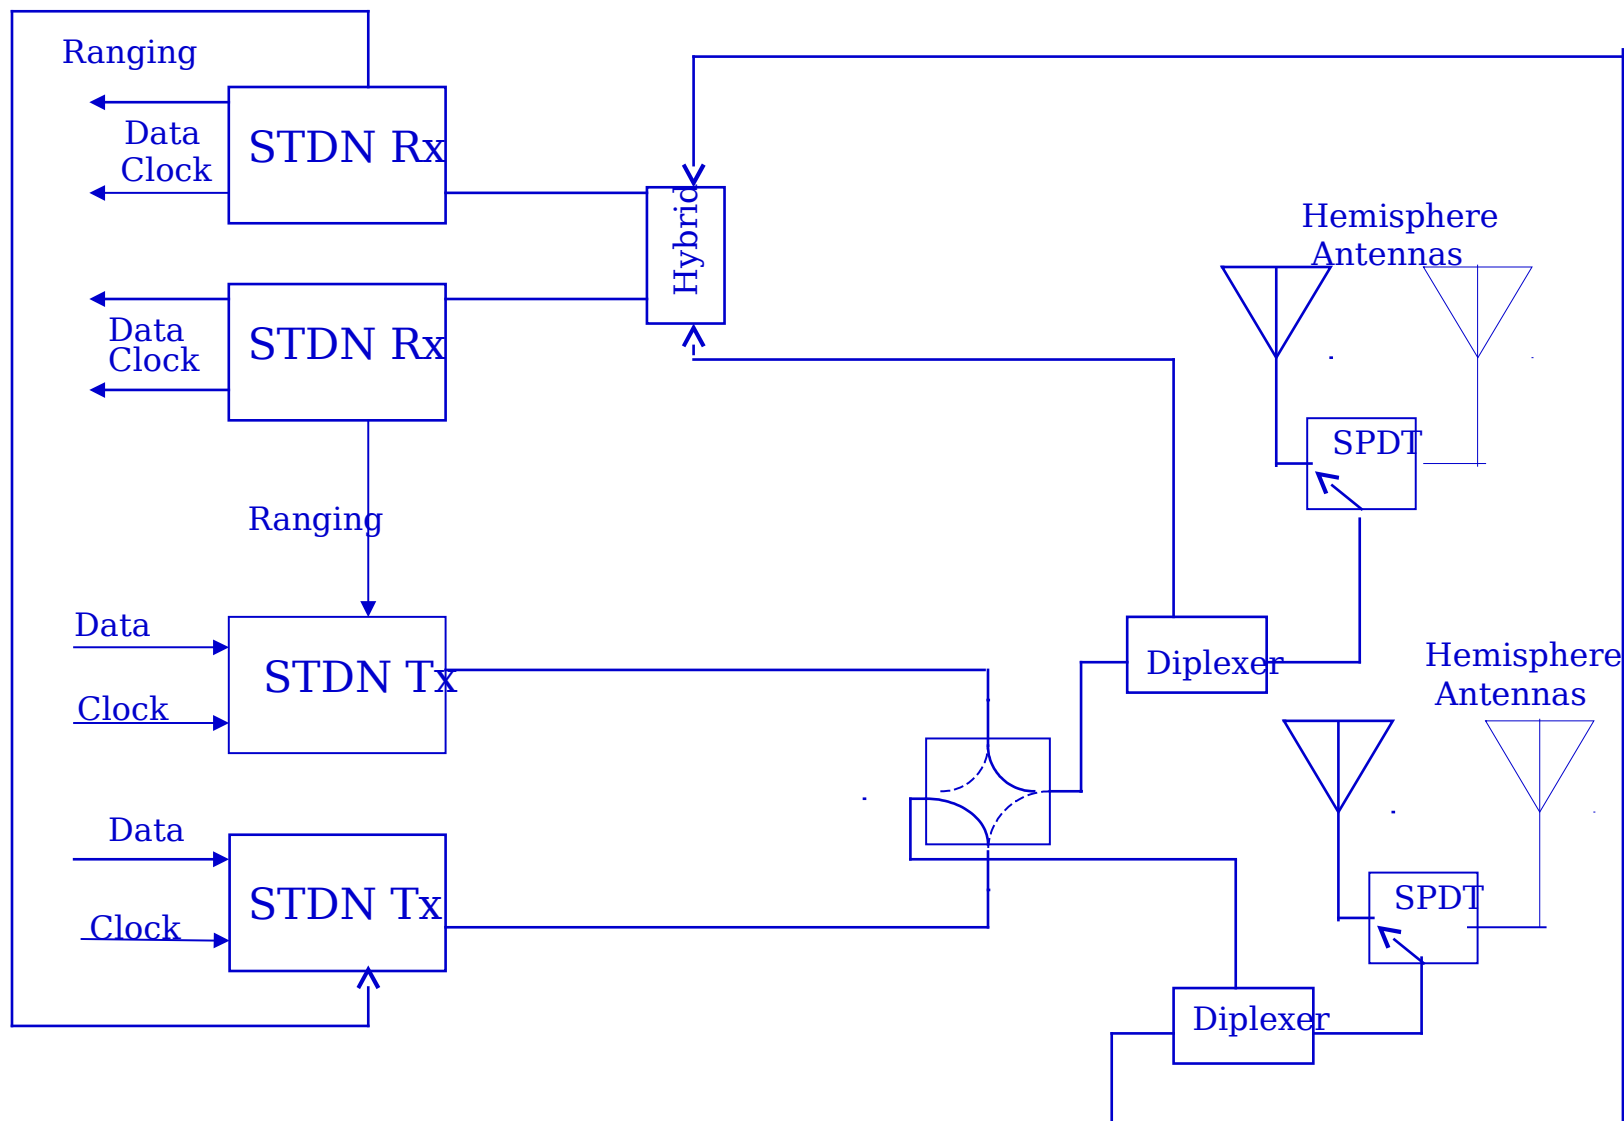 Ranging
Data
Clock
STDN Rx
Hybrid
Hemisphere
Antennas
Data
Clock
STDN Rx
SPDT
Ranging
Data
Clock
STDN Tx
Diplexer
Hemisphere
Antennas
Data
Clock
STDN Tx
SPDT
Diplexer